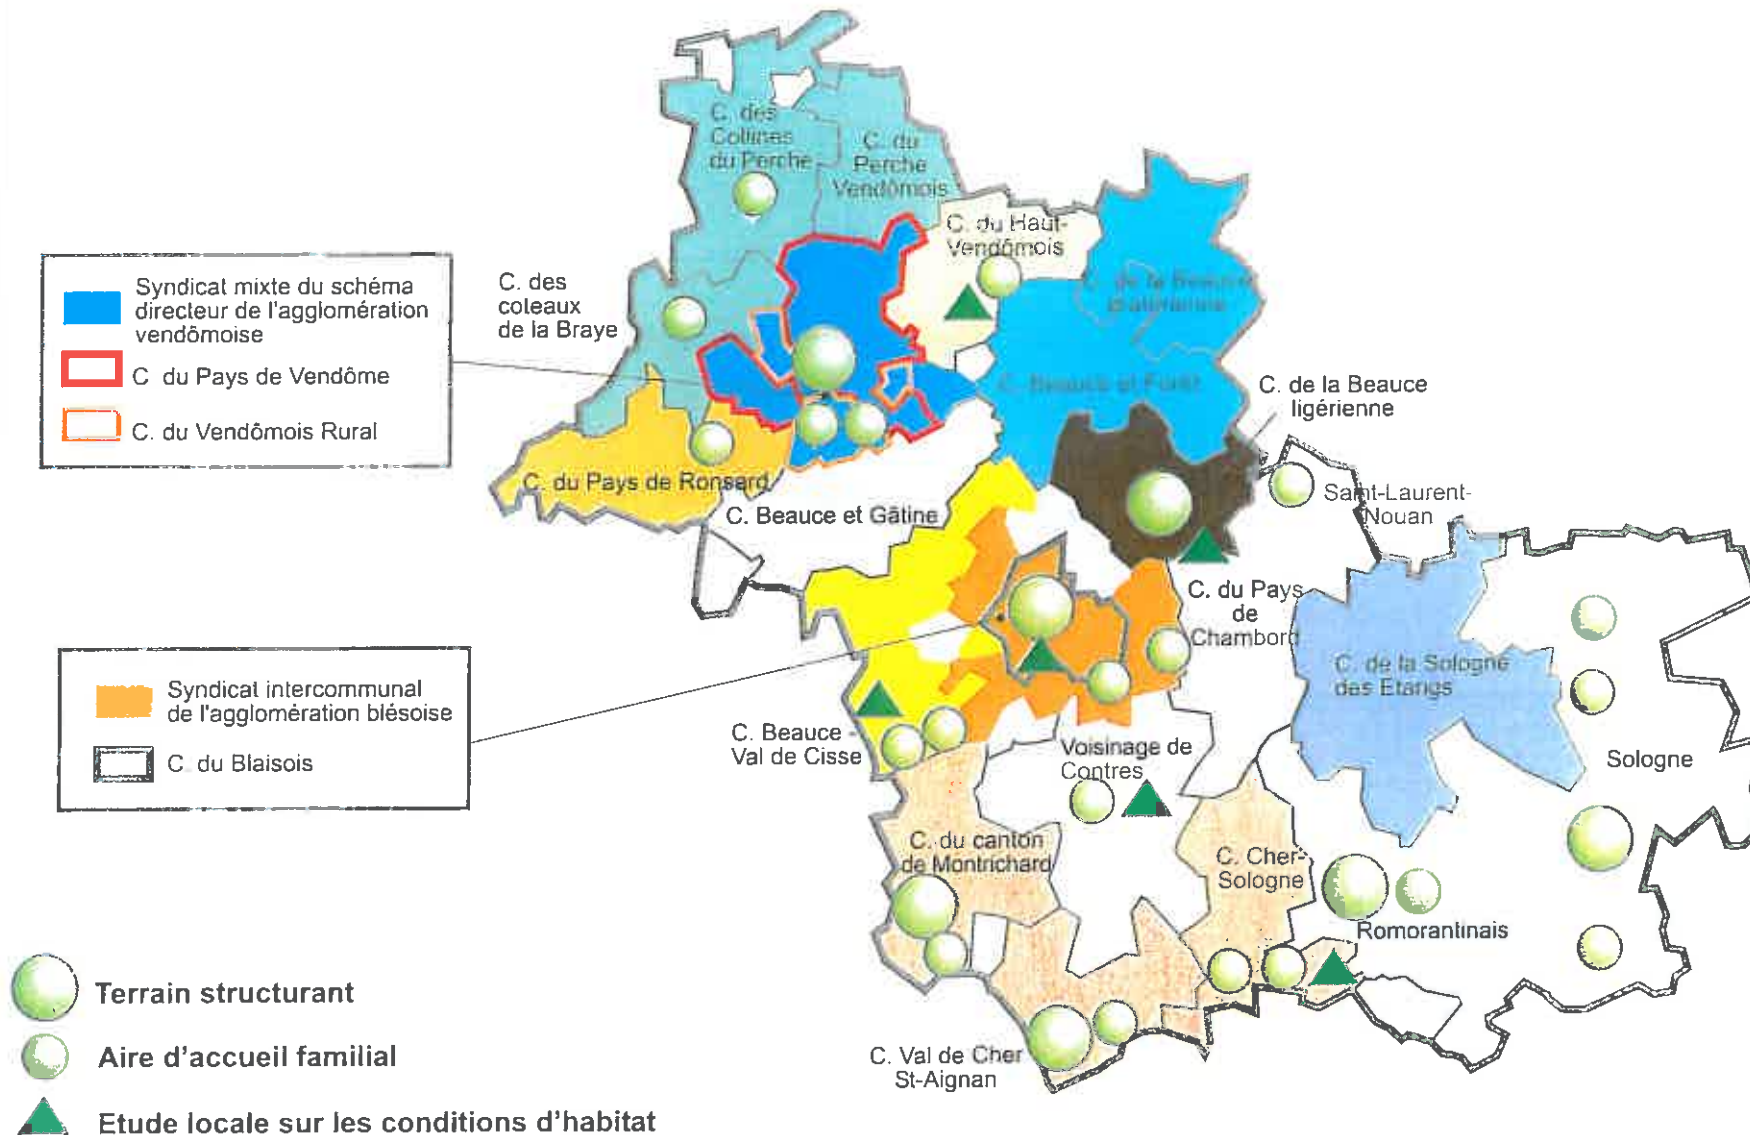 C. des
Collines
du Perche
C. du
Perche
Vendômois
C. du Haut-
Vendômois
C. des
coteaux
de la Braye
C. de la Beauce
C. Beauce et Forêt
C. de la Beauce
ligérienne
Syndicat mixte du schéma
directeur de l'agglomération
vendômoise
C du Pays de Vendôme
C. du Vendômois Rural
C. du Pays de Ronsard
C. Beauce et Gâtine
Saint-Laurent-
Nouan
C. du Pays
de
Chambord
C. de la Sologne
des Etangs
Syndicat intercommunal
de l'agglomération blésoise
C. du Blaisois
C. Beauce -
Val de Cisse
Voisinage de
Contres
Sologne
C. du canton
de Montrichard
C. Cher-
Sologne
Romorantinais
C. Val de Cher
St-Aignan
Terrain structurant
Aire d'accueil familial
Etude locale sur les conditions d'habitat